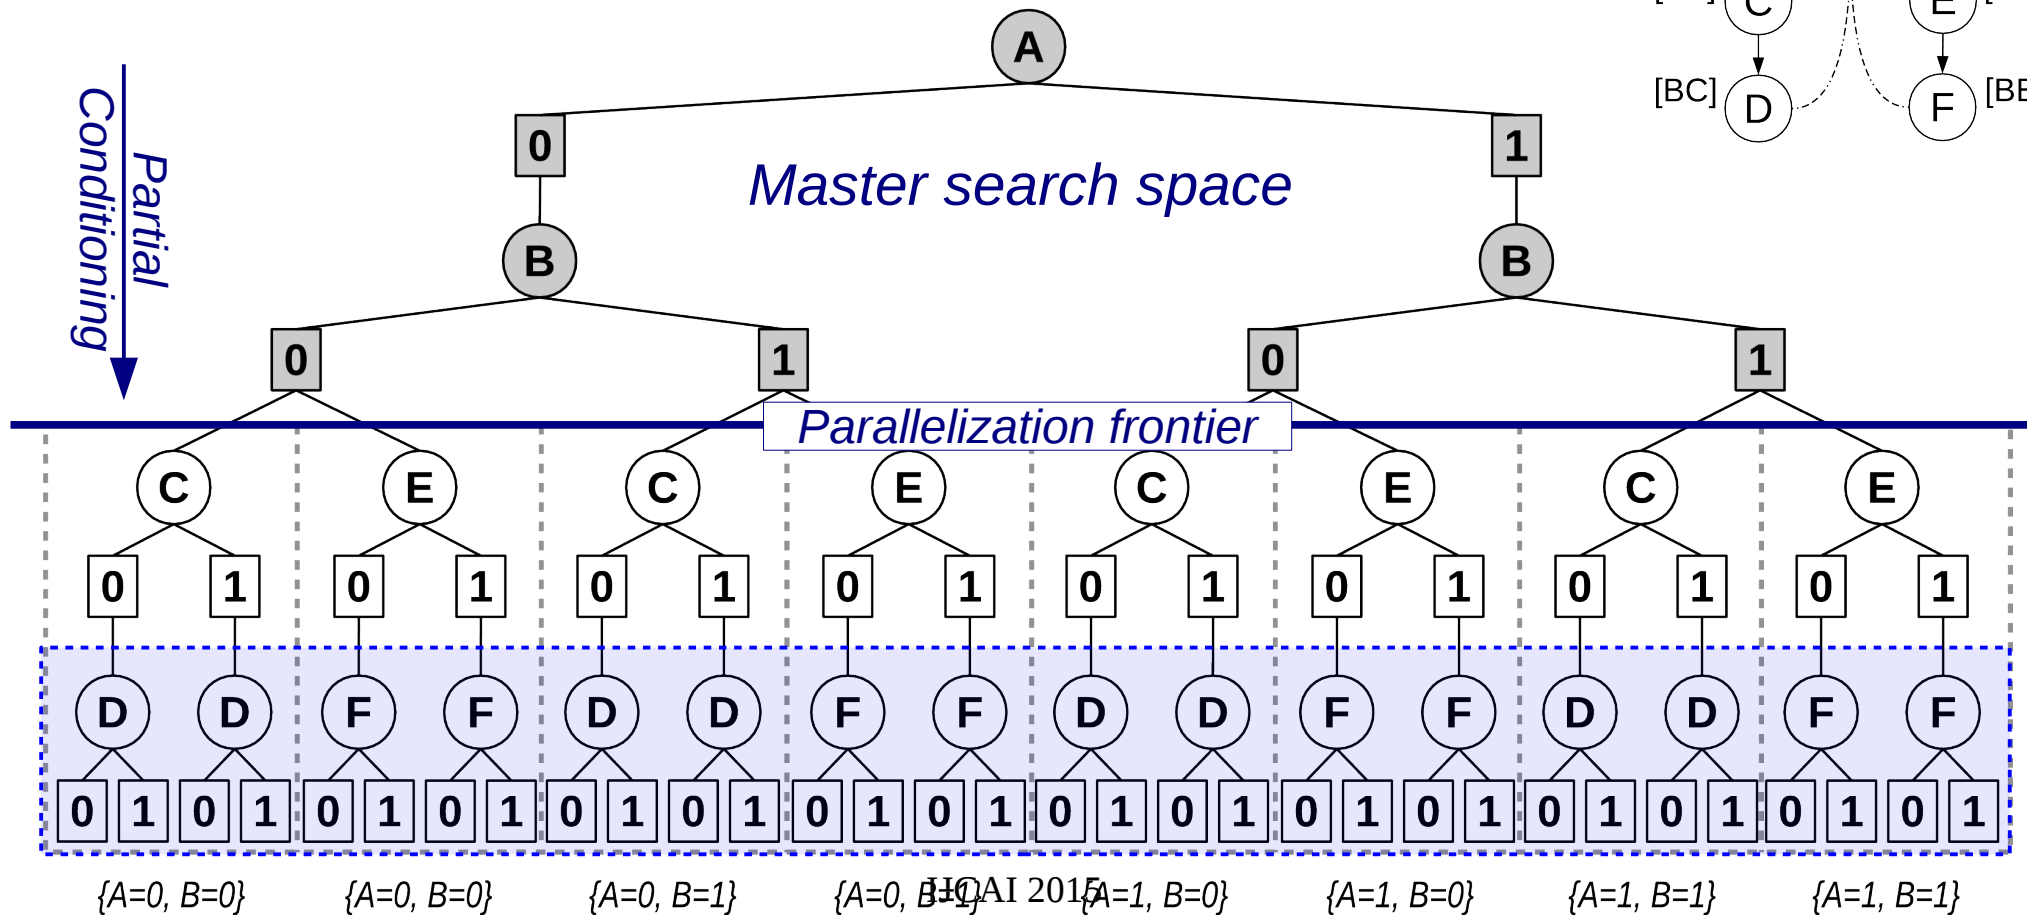 A
C E
[BC] D F
0 1
Master search space
Partial
Conditioning
B B
0 1 0 1
Parallelization frontier
C E C E C E C E
0 1 0 1 0 1 0 1 0 1 0 1 0 1 0 1
D D F F D D F F D D F F D D F F
0 1 0 1 0 1 0 1 0 1 0 1 0 1 0 1 0 1 0 1 0 1 0 1 0 1 0 1 0 1 0 1
{A=0, B=0} {A=0, B=0} {A=0, B=1} {A=0, B=1} {A=1, B=0} {A=1, B=0} {A=1, B=1} {A=1, B=1}
IJCAI 2015